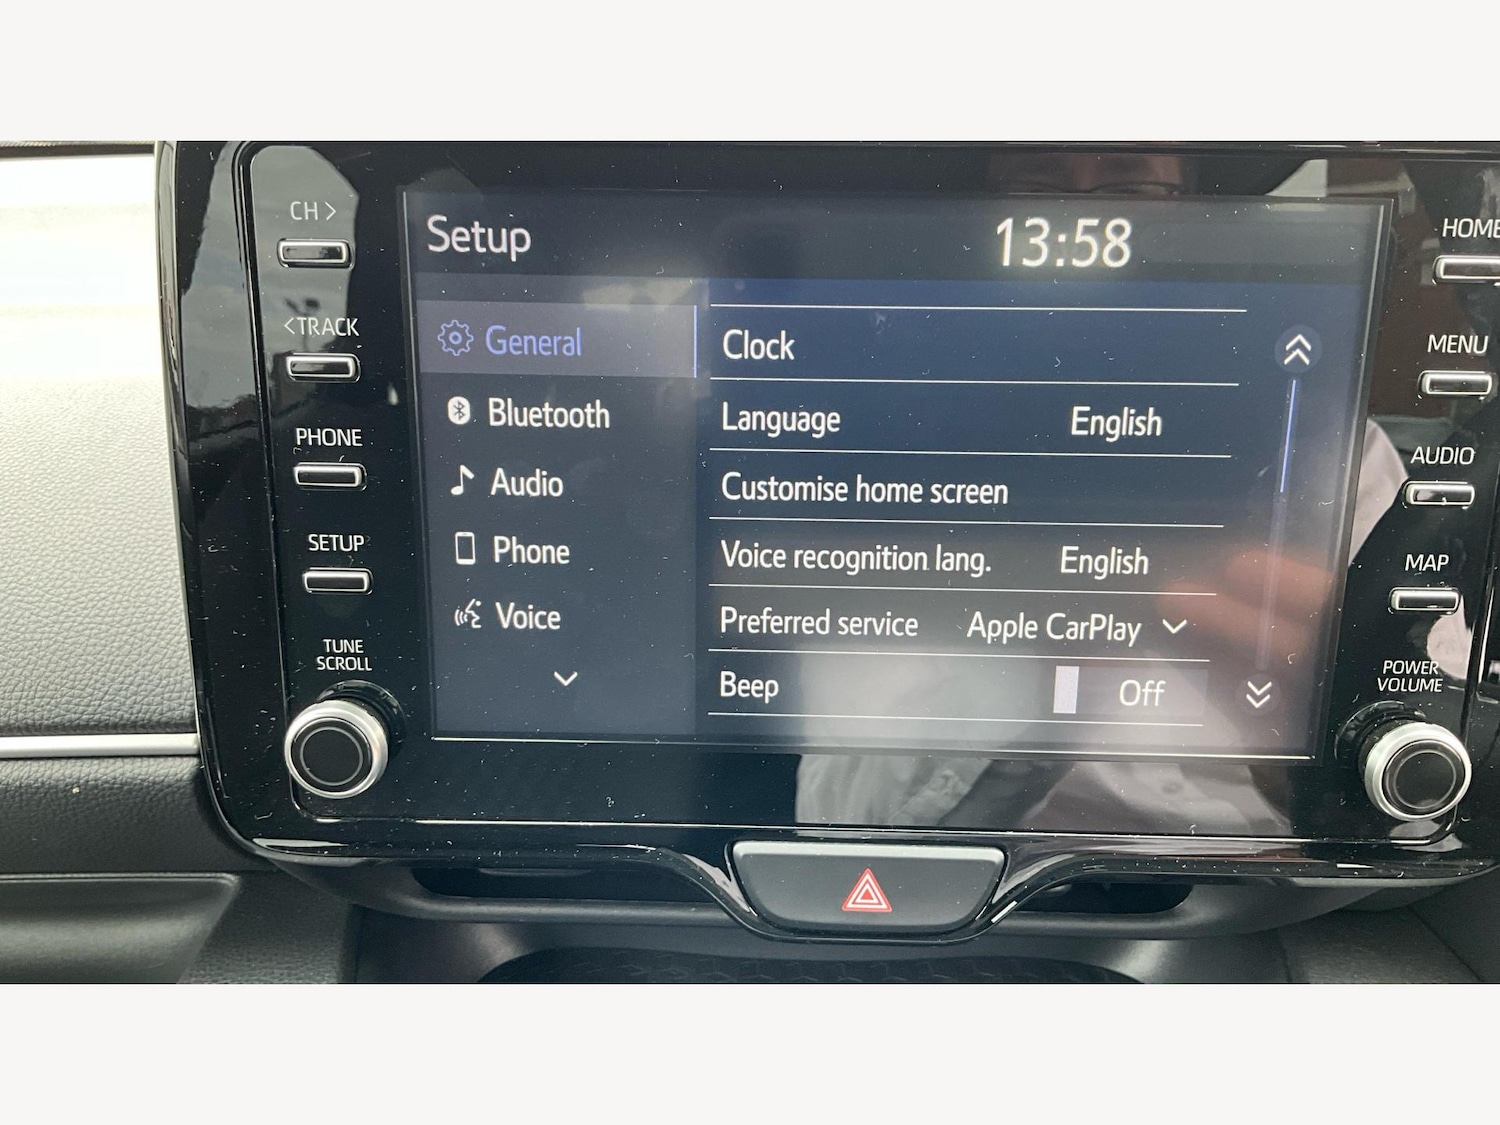 CH >
<TRACK
PHONE
SETUP
TUNE
SCROLL
Setup
13:58
General
Bluetooth
Audio
Phone
Voice
Clock
Language English
Customise home screen
Voice recognition lang. English
Preferred service Apple CarPlay
Beep Off
HOME
MENU
AUDIO
MAP
POWER
VOLUME